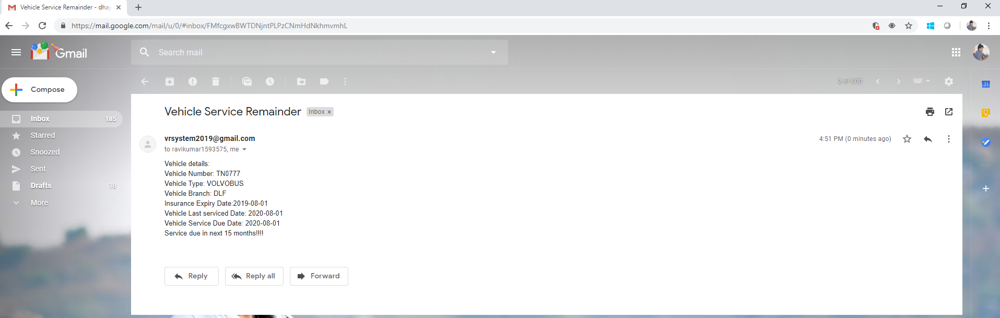 Vehicle Service Remainder - dha
https://mail.google.com/mail/u/0/#inbox/FMfcgxwBWTDNjntPLPzCNmHdNkhmvmhL
Gmail
Search mail
Compose
2 of 600
31
Vehicle Service Remainder Inbox x
Inbox 185
Starred
Snoozed
Sent
Drafts 18
More
vrsystem2019@gmail.com 4:51 PM (0 minutes ago)
to ravikumar1593575, me
Vehicle details:
Vehicle Number: TN0777
Vehicle Type: VOLVOBUS
Vehicle Branch: DLF
Insurance Expiry Date:2019-08-01
Vehicle Last serviced Date: 2020-08-01
Vehicle Service Due Date: 2020-08-01
Service due in next 15 months!!!!
Reply Reply all Forward